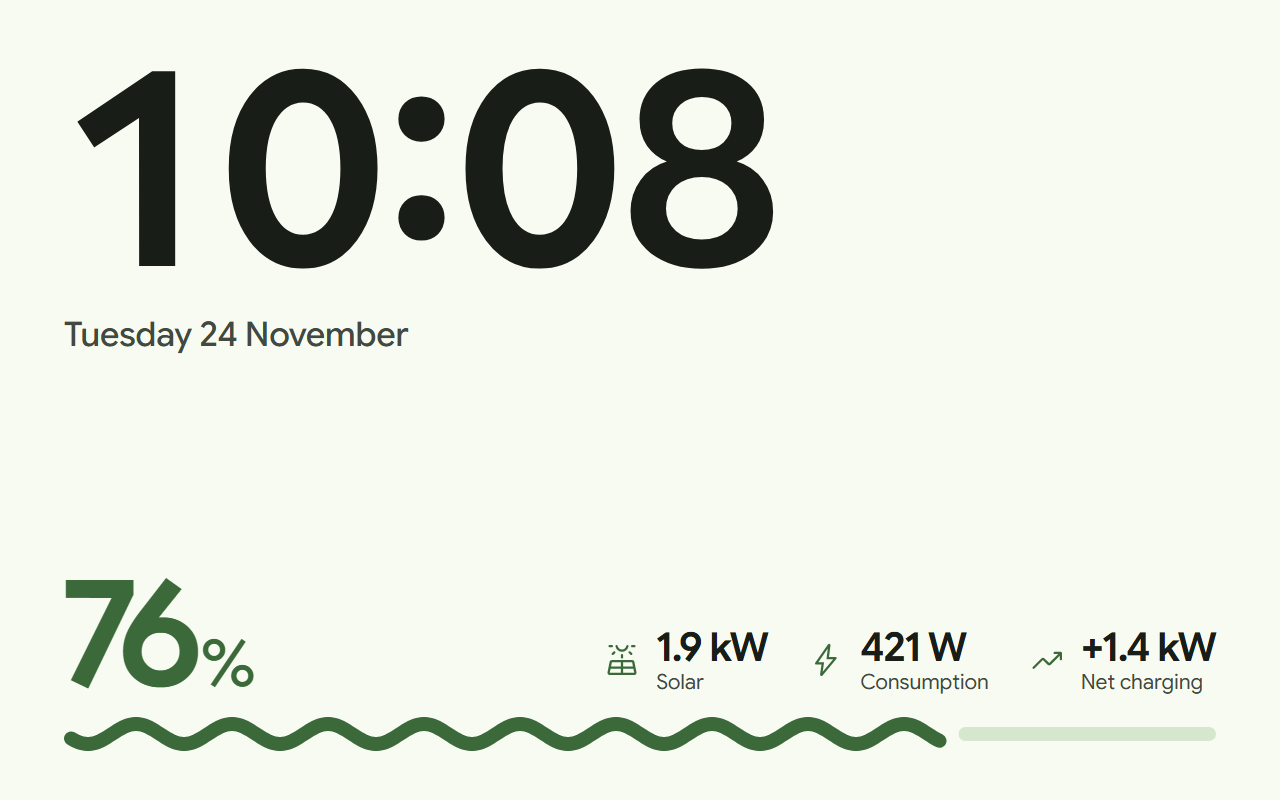 10:08
Tuesday 24 November
76%
1.9 kW
Solar
421 W
Consumption
+1.4 kW
Net charging